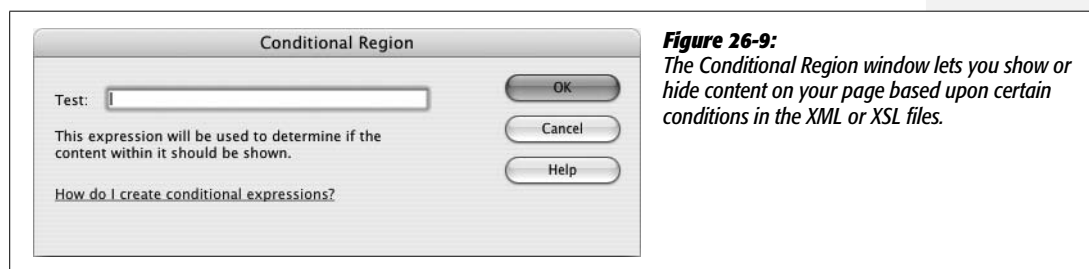 Conditional Region
Test:
This expression will be used to determine if the
content within it should be shown.
How do I create conditional expressions?
OK
Cancel
Help
Figure 26-9:
The Conditional Region window lets you show or
hide content on your page based upon certain
conditions in the XML or XSL files.